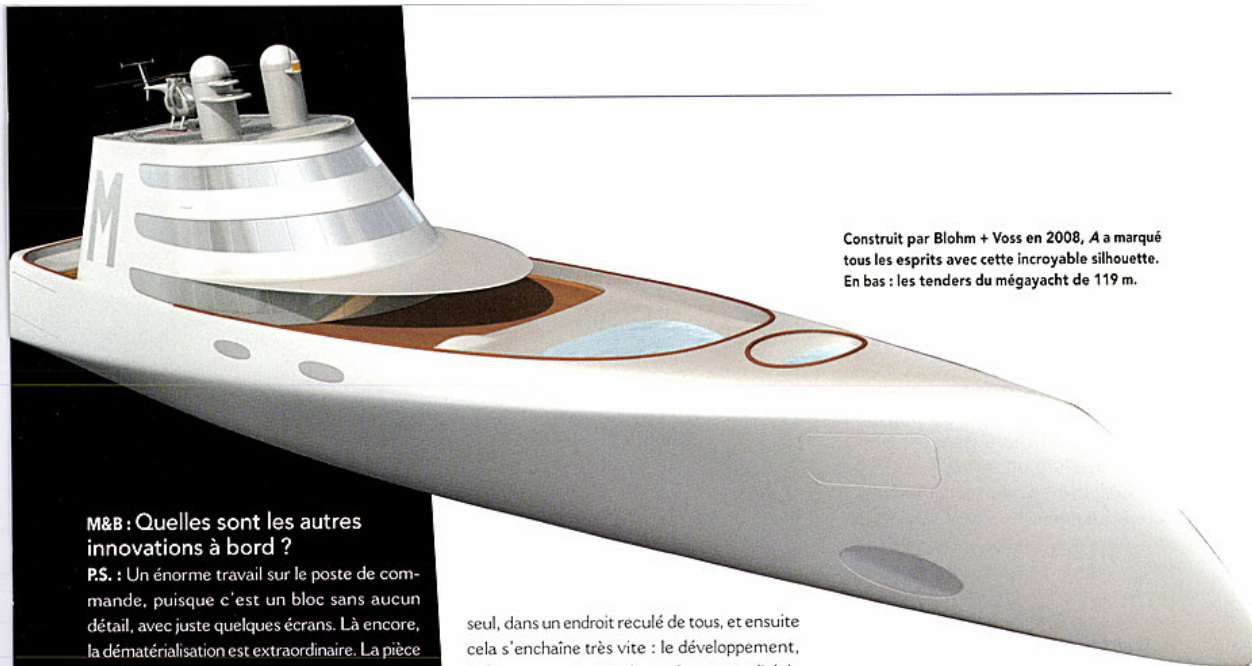 M
Construit par Blohm + Voss en 2008, A a marqué
tous les esprits avec cette incroyable silhouette.
En bas : les tenders du mégayacht de 119 m.
M&B : Quelles sont les autres
innovations à bord ?
P.S. : Un énorme travail sur le poste de com-
mande, puisque c'est un bloc sans aucun
détail, avec juste quelques écrans. Là encore,
la dématérialisation est extraordinaire. La pièce
seul, dans un endroit reculé de tous, et ensuite
cela s'enchaîne très vite : le développement,